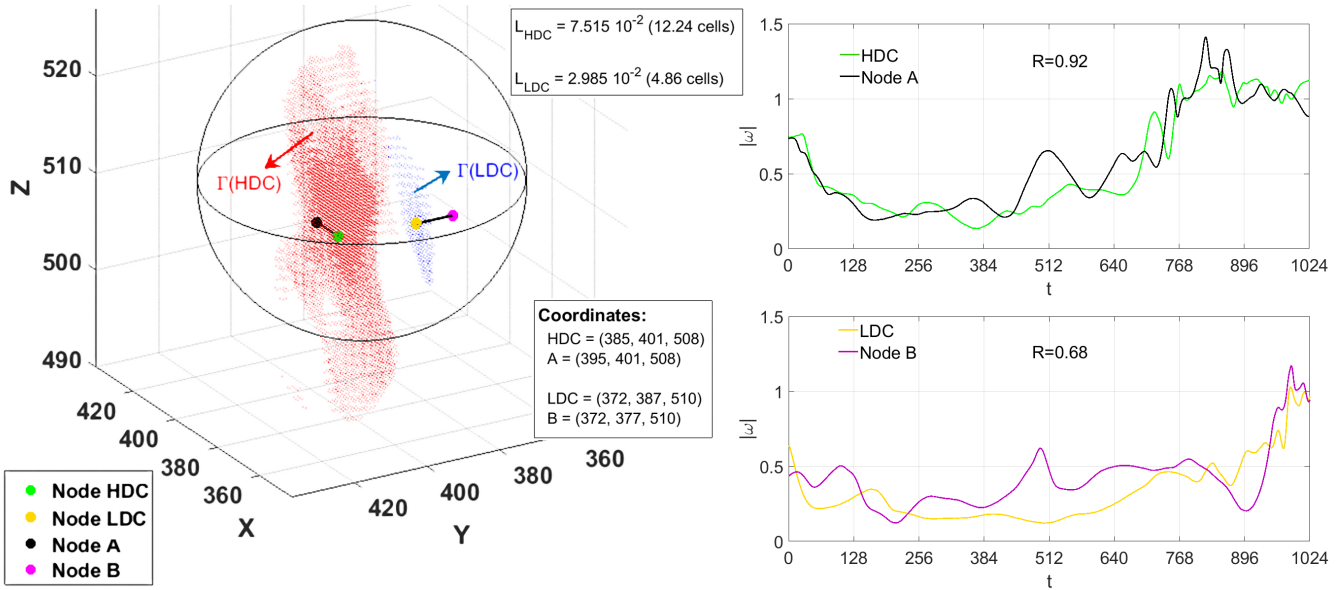 L_HDC = 7.515 10^-2 (12.24 cells)
L_LDC = 2.985 10^-2 (4.86 cells)
Γ(HDC)
Γ(LDC)
Z
520
510
500
490
420
400
380
360
X
420
400
380
360
Y
Coordinates:
HDC = (385, 401, 508)
A = (395, 401, 508)
LDC = (372, 387, 510)
B = (372, 377, 510)
Node HDC
Node LDC
Node A
Node B
1.5
1
0.5
0
|ω|
HDC
Node A
R=0.92
0 128 256 384 512 640 768 896 1024
t
1.5
1
0.5
0
|ω|
LDC
Node B
R=0.68
0 128 256 384 512 640 768 896 1024
t